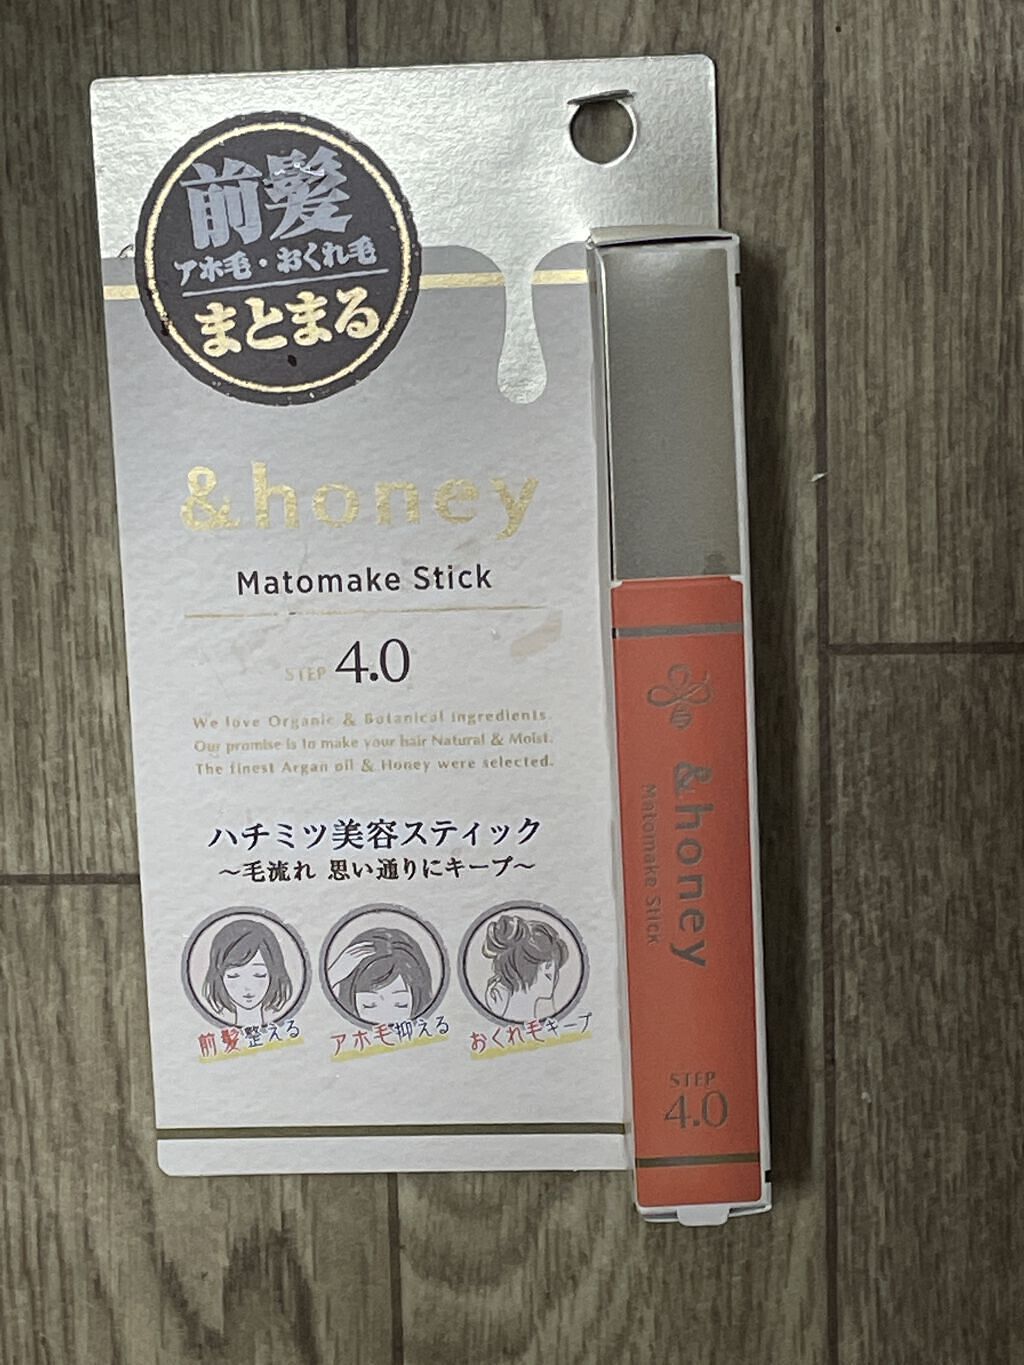 前髪
アホ毛・おくれ毛
まとまる
&honey
Matomake Stick
STEP 4.0
We love Organic & Botanical ingredients.
Our promise is to make your hair Natural & Moist.
The finest Argan oil & Honey were selected.
ハチミツ美容スティック
～毛流れ 思い通りにキープ～
前髪整える
アホ毛抑える
おくれ毛キープ
&honey
Matomake Stick
STEP
4.0